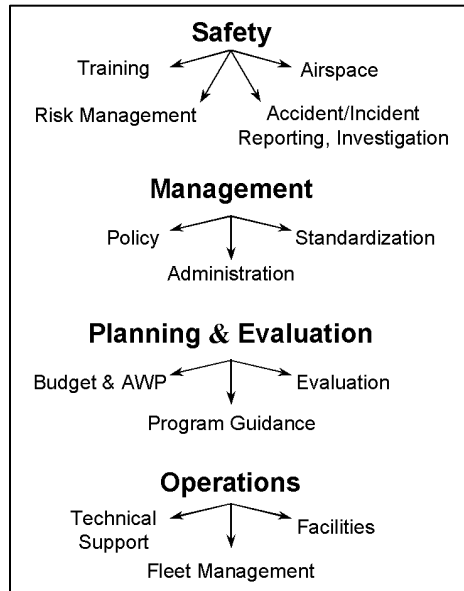 Safety
Training
Airspace
Risk Management
Accident/Incident
Reporting, Investigation
Management
Policy
Standardization
Administration
Planning & Evaluation
Budget & AWP
Evaluation
Program Guidance
Operations
Technical
Support
Facilities
Fleet Management